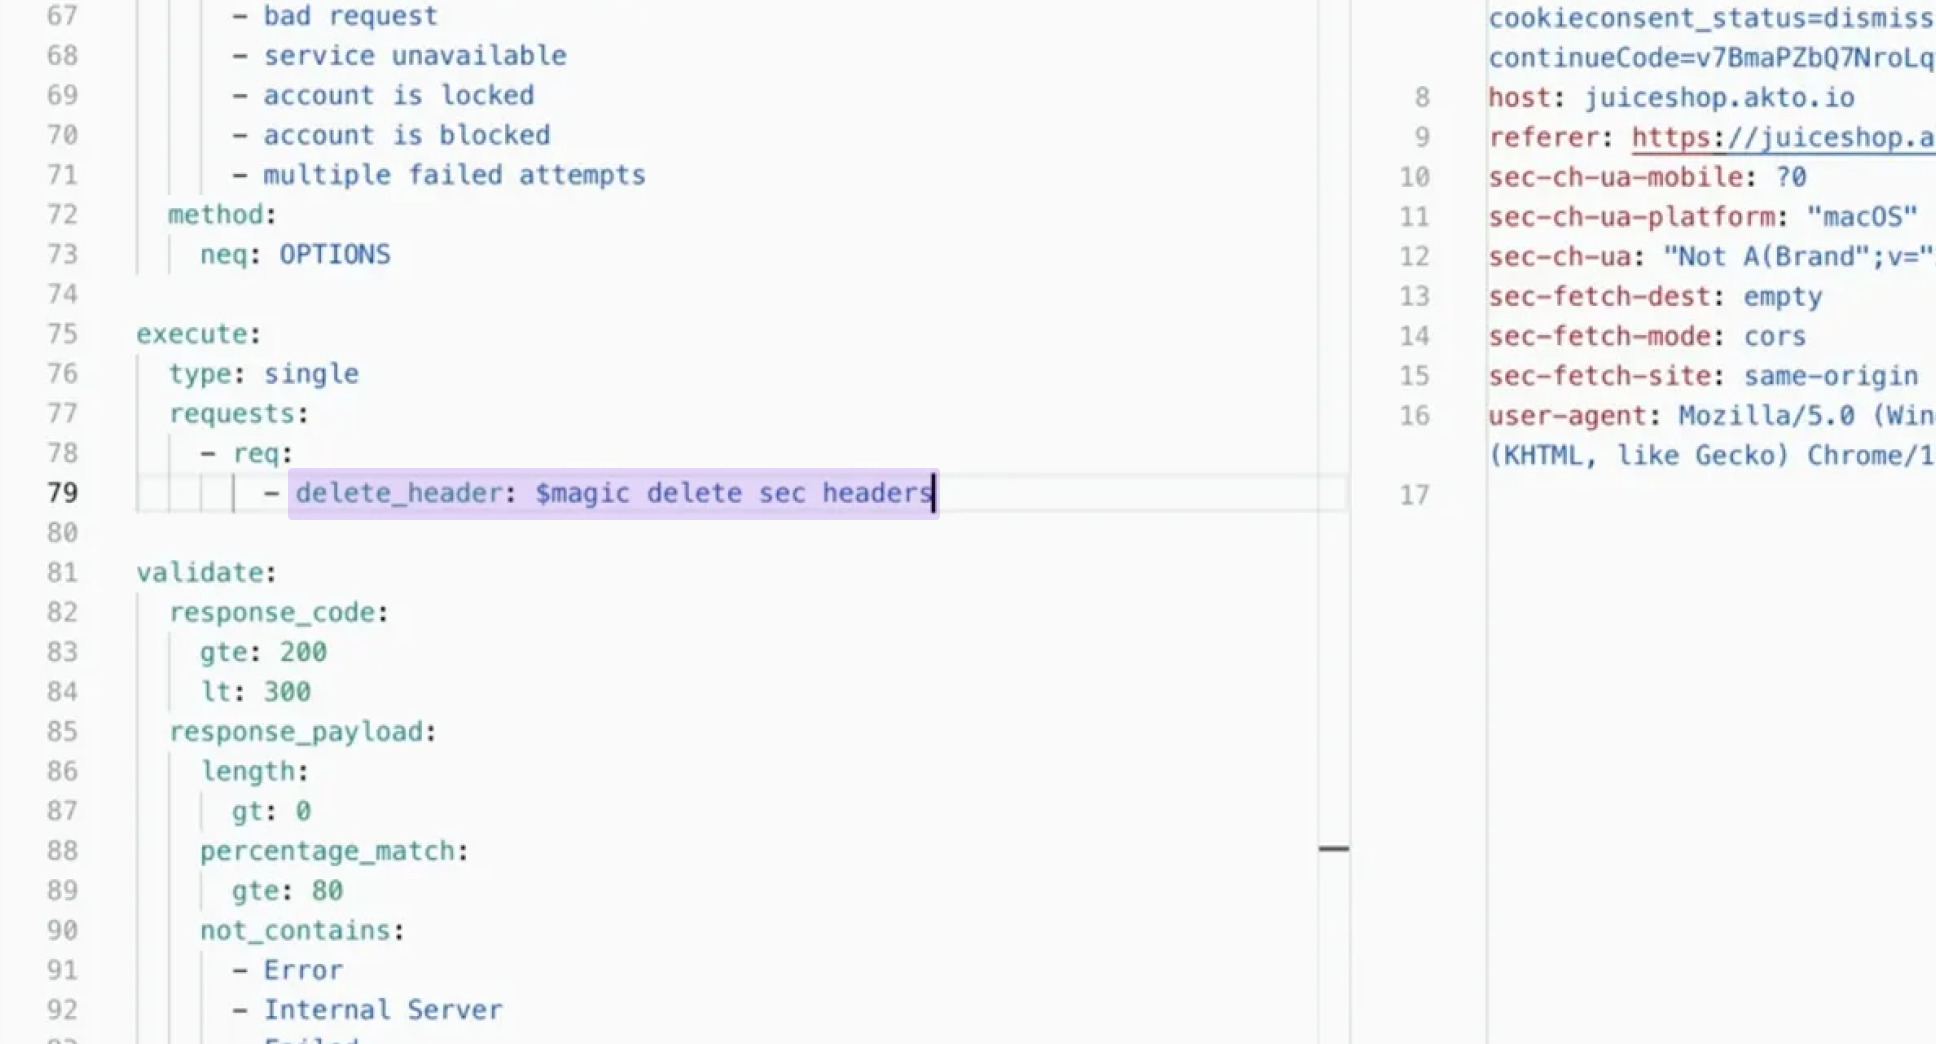 67 - bad request
68 - service unavailable
69 - account is locked
70 - account is blocked
71 - multiple failed attempts
72 method:
73 neq: OPTIONS
74
75 execute:
76 type: single
77 requests:
78 - req:
79 - delete_header: $magic delete sec headers
80
81 validate:
82 response_code:
83 gte: 200
84 lt: 300
85 response_payload:
86 length:
87 gt: 0
88 percentage_match:
89 gte: 80
90 not_contains:
91 - Error
92 - Internal Server
cookieconsent_status=dismiss
continueCode=v7BmaPZbQ7NroLq
8 host: juiceshop.akto.io
9 referer: https://juiceshop.a
10 sec-ch-ua-mobile: ?0
11 sec-ch-ua-platform: "macOS"
12 sec-ch-ua: "Not A(Brand";v="
13 sec-fetch-dest: empty
14 sec-fetch-mode: cors
15 sec-fetch-site: same-origin
16 user-agent: Mozilla/5.0 (Win
(KHTML, like Gecko) Chrome/1
17